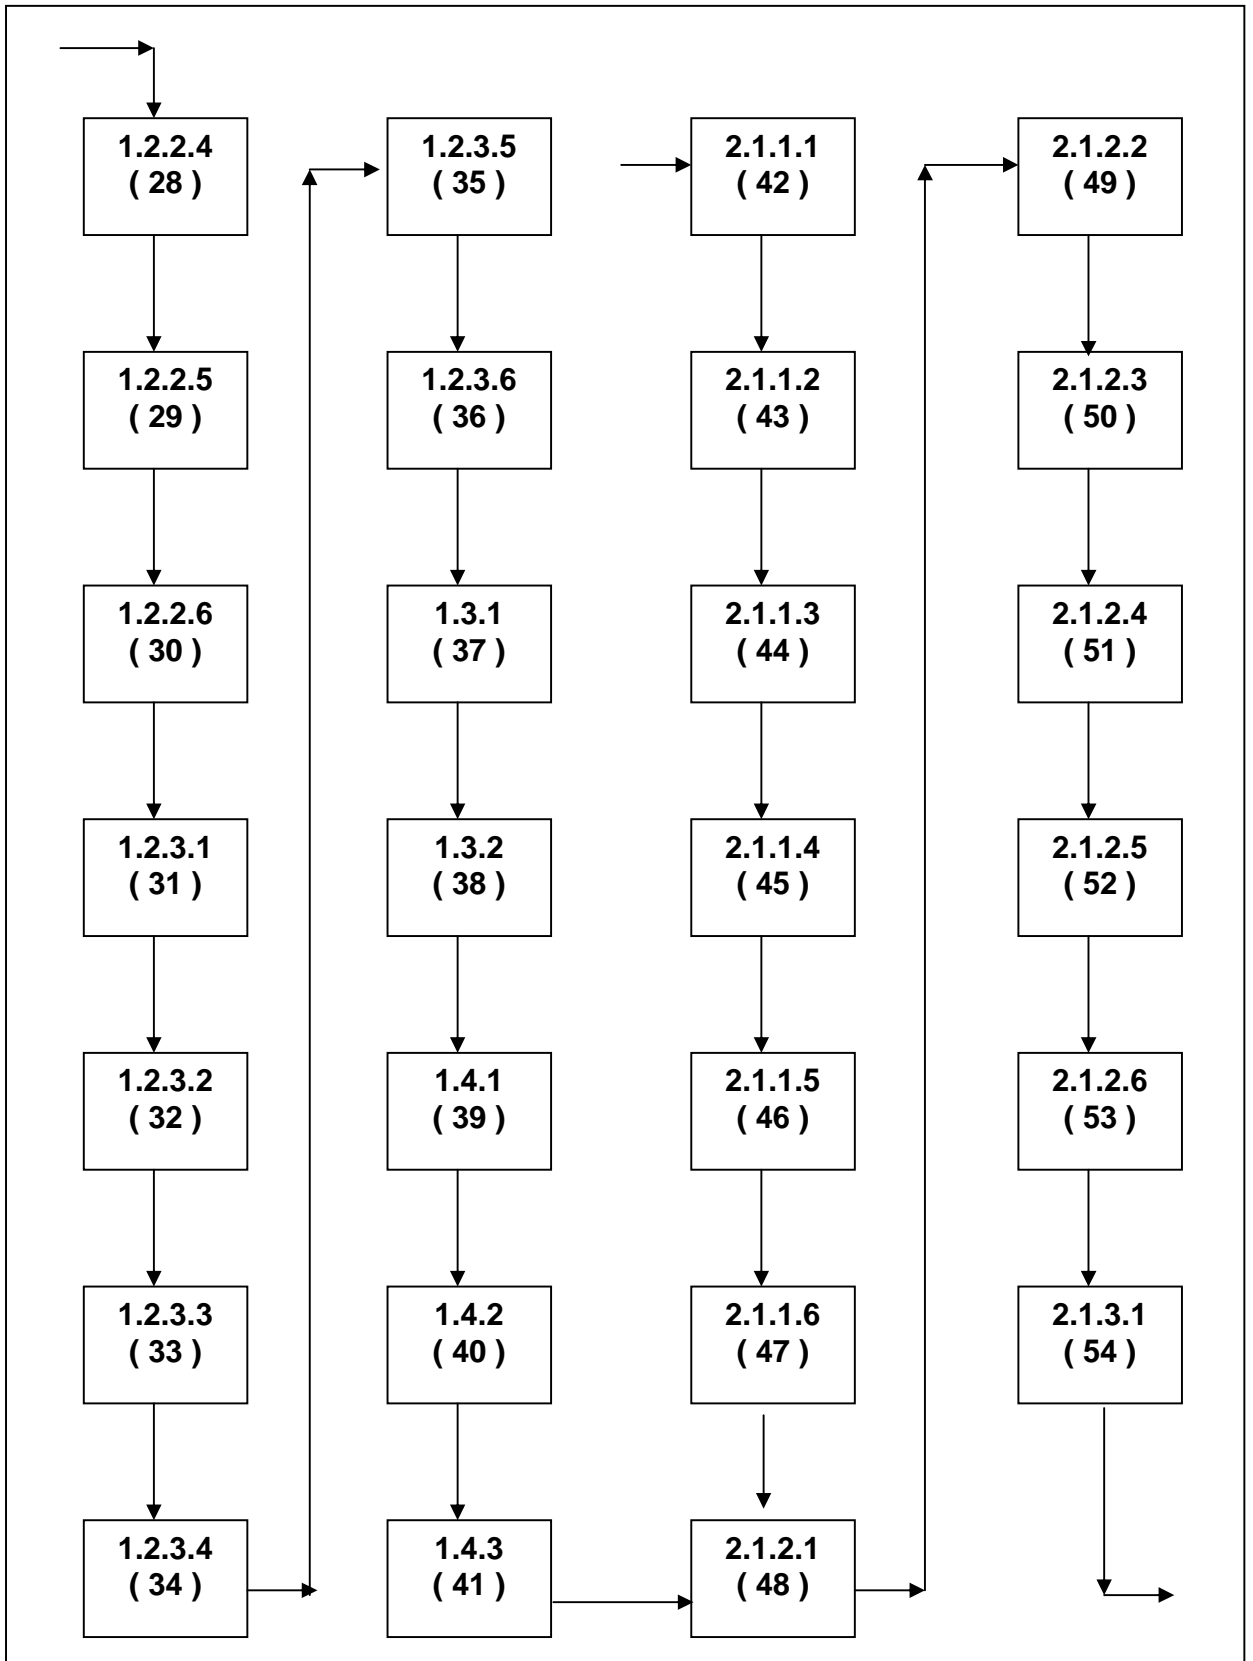 1.2.2.4
( 28 )
1.2.2.5
( 29 )
1.2.2.6
( 30 )
1.2.3.1
( 31 )
1.2.3.2
( 32 )
1.2.3.3
( 33 )
1.2.3.4
( 34 )
1.2.3.5
( 35 )
1.2.3.6
( 36 )
1.3.1
( 37 )
1.3.2
( 38 )
1.4.1
( 39 )
1.4.2
( 40 )
1.4.3
( 41 )
2.1.1.1
( 42 )
2.1.1.2
( 43 )
2.1.1.3
( 44 )
2.1.1.4
( 45 )
2.1.1.5
( 46 )
2.1.1.6
( 47 )
2.1.2.1
( 48 )
2.1.2.2
( 49 )
2.1.2.3
( 50 )
2.1.2.4
( 51 )
2.1.2.5
( 52 )
2.1.2.6
( 53 )
2.1.3.1
( 54 )